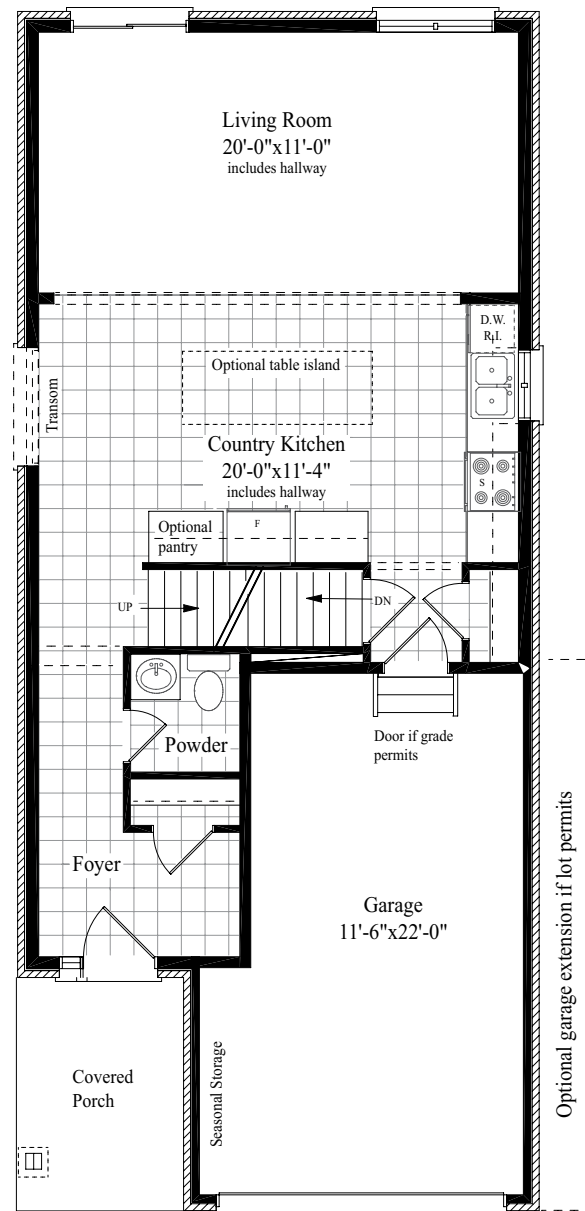 Living Room
20'-0"x11'-0"
includes hallway
D.W.
R.I.
Optional table island
Transom
Country Kitchen
20'-0"x11'-4"
includes hallway
S
Optional
pantry
F
UP
DN
Powder
Door if grade
permits
Foyer
Garage
11'-6"x22'-0"
Optional garage extension if lot permits
Seasonal Storage
Covered
Porch